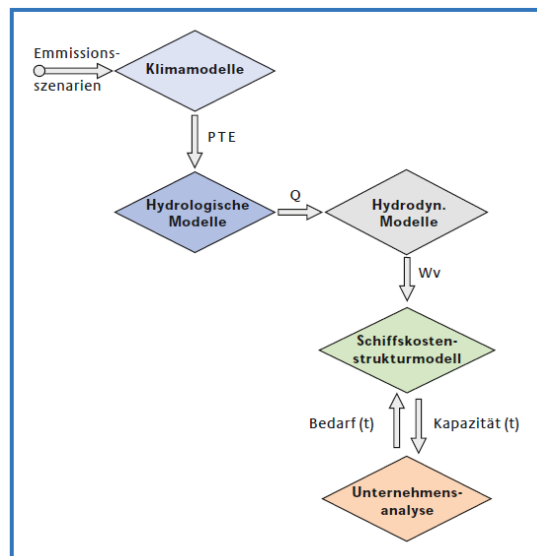 Emmissions-
szenarien
Klimamodelle
PTE
Hydrologische
Modelle
Q
Hydrodyn.
Modelle
Wv
Schiffskosten-
strukturmodell
Bedarf (t)
Kapazität (t)
Unternehmens-
analyse